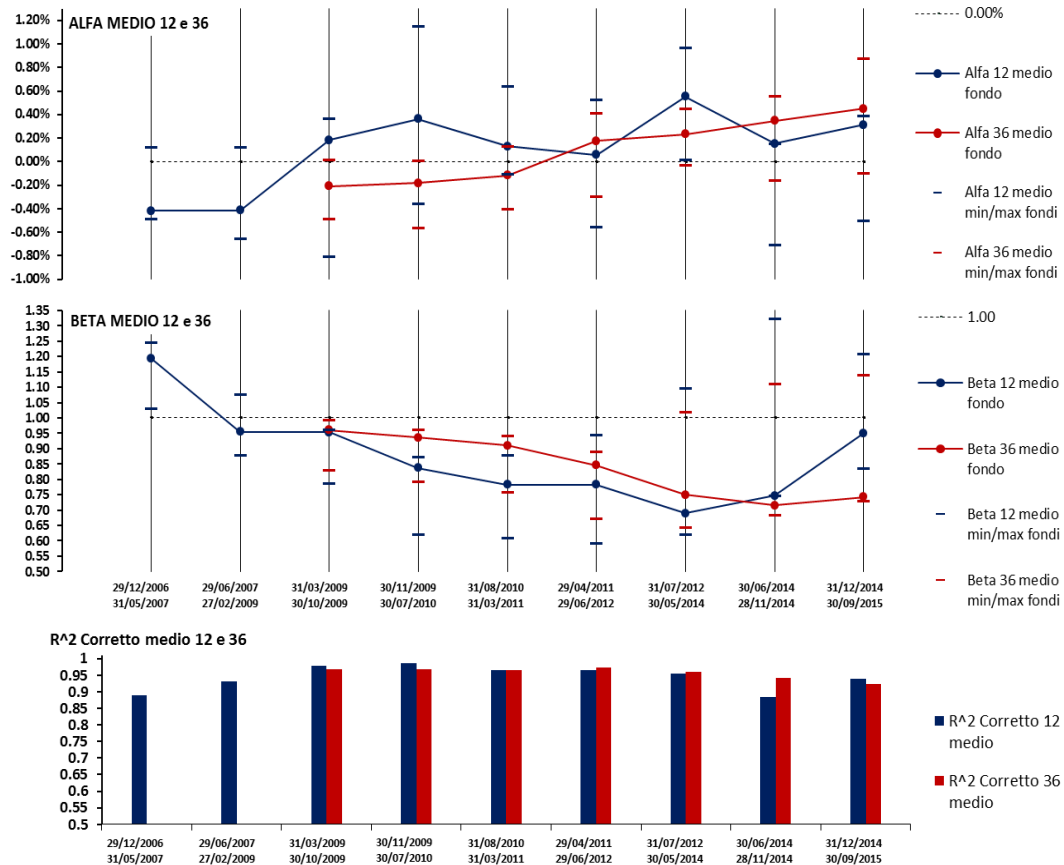 ALFA MEDIO 12 e 36
1.20%
1.00%
0.80%
0.60%
0.40%
0.20%
0.00%
-0.20%
-0.40%
-0.60%
-0.80%
-1.00%
0.00%
Alfa 12 medio
fondo
Alfa 36 medio
fondo
Alfa 12 medio
min/max fondi
Alfa 36 medio
min/max fondi
BETA MEDIO 12 e 36
1.35
1.30
1.25
1.20
1.15
1.10
1.05
1.00
0.95
0.90
0.85
0.80
0.75
0.70
0.65
0.60
0.55
0.50
29/12/2006 29/06/2007 31/03/2009 30/11/2009 31/08/2010 29/04/2011 31/07/2012 30/06/2014 31/12/2014
31/05/2007 27/02/2009 30/10/2009 30/07/2010 31/03/2011 29/06/2012 30/05/2014 28/11/2014 30/09/2015
1.00
Beta 12 medio
fondo
Beta 36 medio
fondo
Beta 12 medio
min/max fondi
Beta 36 medio
min/max fondi
R^2 Corretto medio 12 e 36
1
0.95
0.9
0.85
0.8
0.75
0.7
0.65
0.6
0.55
0.5
29/12/2006 29/06/2007 31/03/2009 30/11/2009 31/08/2010 29/04/2011 31/07/2012 30/06/2014 31/12/2014
31/05/2007 27/02/2009 30/10/2009 30/07/2010 31/03/2011 29/06/2012 30/05/2014 28/11/2014 30/09/2015
R^2 Corretto 12
medio
R^2 Corretto 36
medio